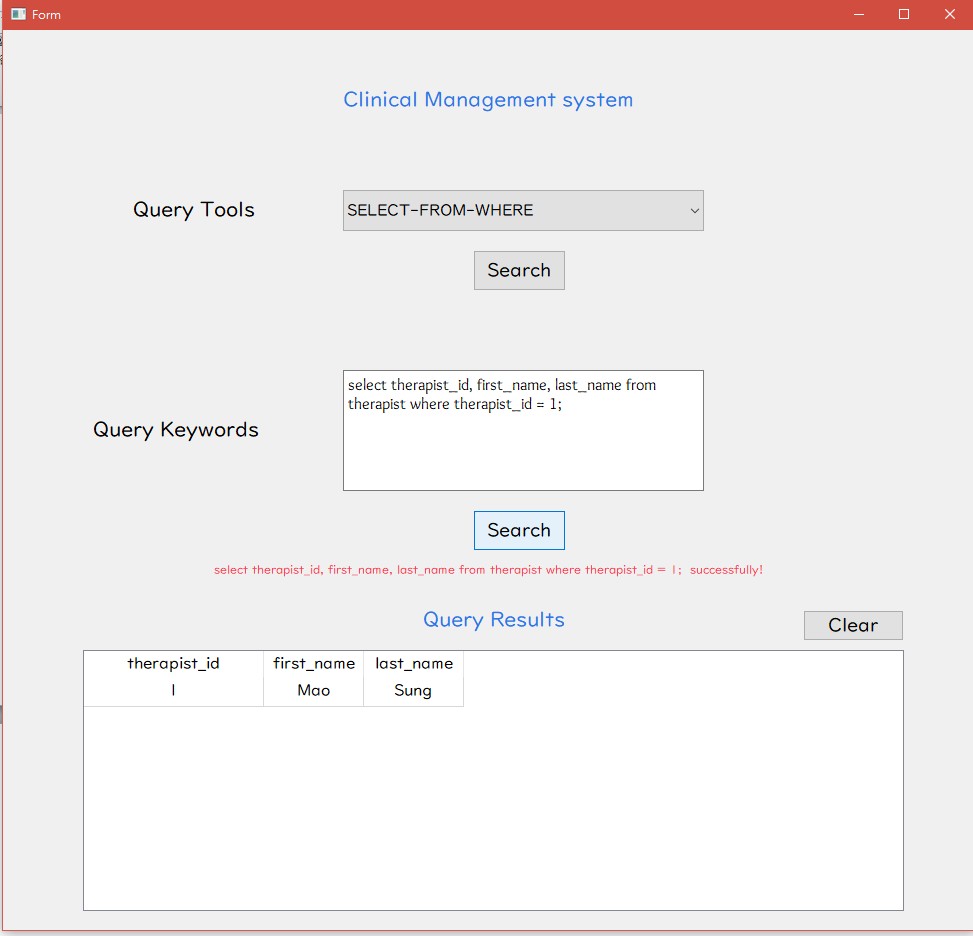 Form
Clinical Management system
Query Tools
SELECT-FROM-WHERE
Search
Query Keywords
select therapist_id, first_name, last_name from
therapist where therapist_id = 1;
Search
select therapist_id, first_name, last_name from therapist where therapist_id = 1; successfully!
Query Results
Clear
therapist_id first_name last_name
1 Mao Sung